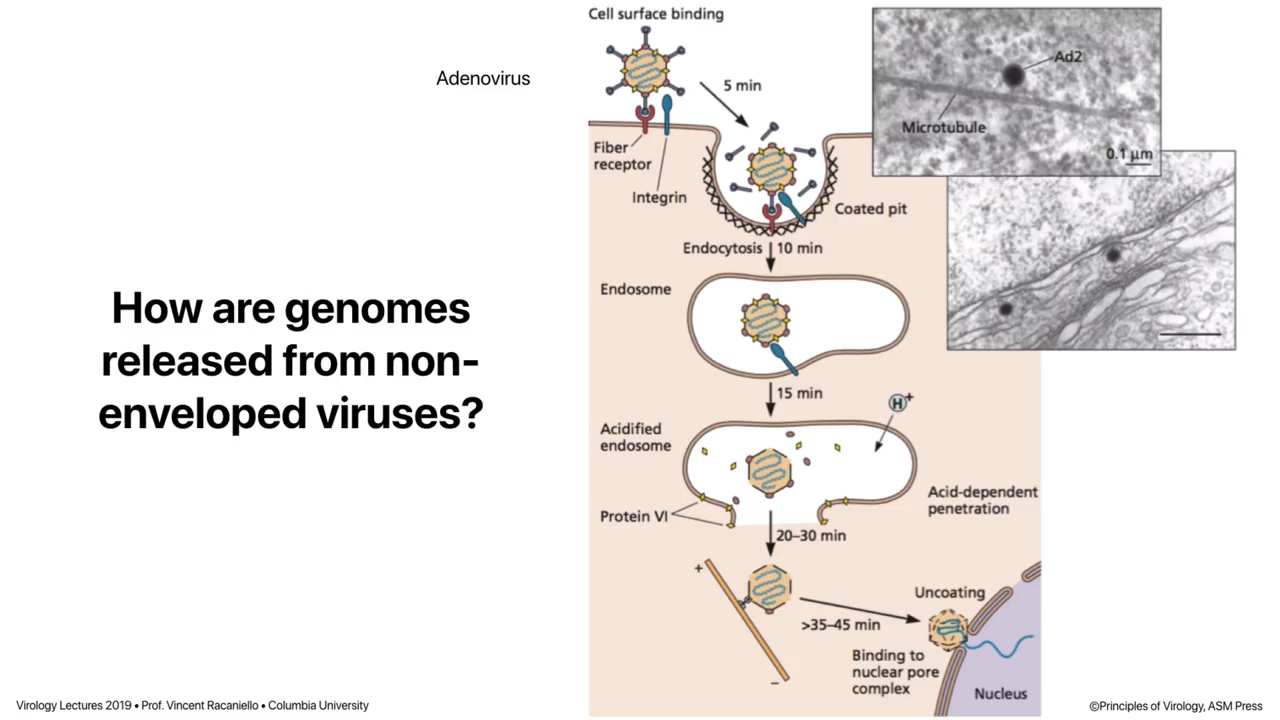 Adenovirus
How are genomes
released from non-
enveloped viruses?
Cell surface binding
5 min
Fiber
receptor
Integrin
Coated pit
Endocytosis
10 min
Endosome
15 min
H+
Acidified
endosome
Protein VI
Acid-dependent
penetration
20–30 min
+
–
>35–45 min
Uncoating
Binding to
nuclear pore
complex
Nucleus
Ad2
Microtubule
0.1 µm
Virology Lectures 2019 • Prof. Vincent Racaniello • Columbia University
©Principles of Virology, ASM Press